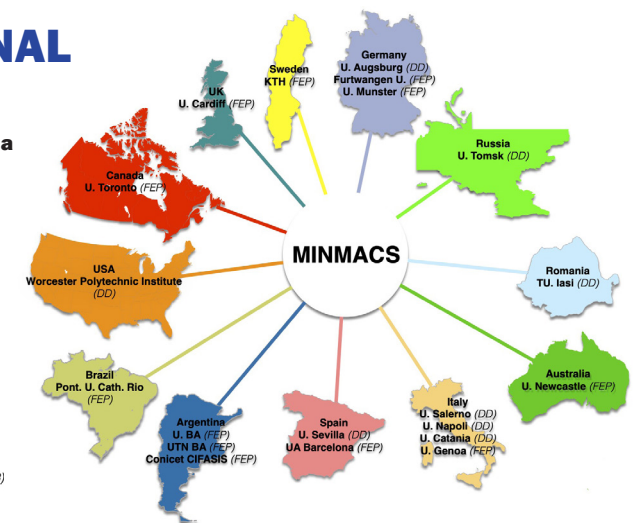 NAL
a
Sweden
KTH (FEP)
Germany
U. Augsburg (DD)
Furtwangen U. (FEP)
U. Munster (FEP)
UK
U. Cardiff (FEP)
Russia
U. Tomsk (DD)
Canada
U. Toronto (FEP)
MINMACS
USA
Worcester Polytechnic Institute
(DD)
Romania
TU. Iasi (DD)
Brazil
Pont. U. Cath. Rio
(FEP)
Australia
U. Newcastle (FEP)
Argentina
U. BA (FEP)
UTN BA (FEP)
Conicet CIFASIS (FEP)
Spain
U. Sevilla (DD)
UA Barcelona (FEP)
Italy
U. Salerno (DD)
U. Napoli (DD)
U. Catania (DD)
U. Genoa (FEP)